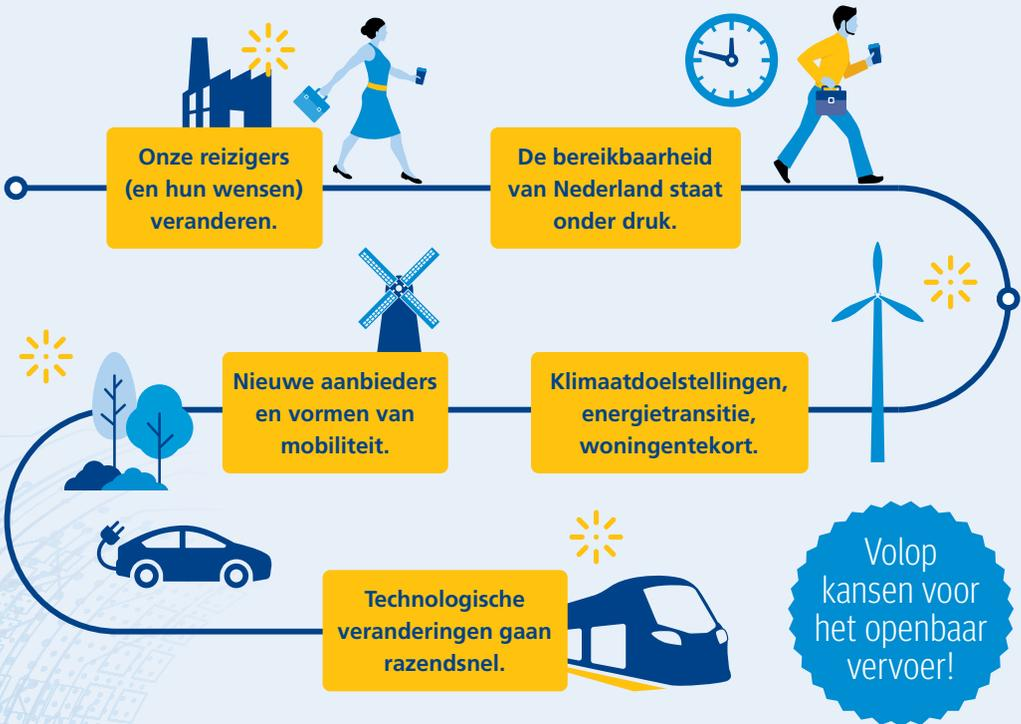 Onze reizigers
(en hun wensen)
veranderen.
De bereikbaarheid
van Nederland staat
onder druk.
Klimaatdoelstellingen,
energietransitie,
woningentekort.
Nieuwe aanbieders
en vormen van
mobiliteit.
Technologische
veranderingen gaan
razendsnel.
Volop
kansen voor
het openbaar
vervoer!